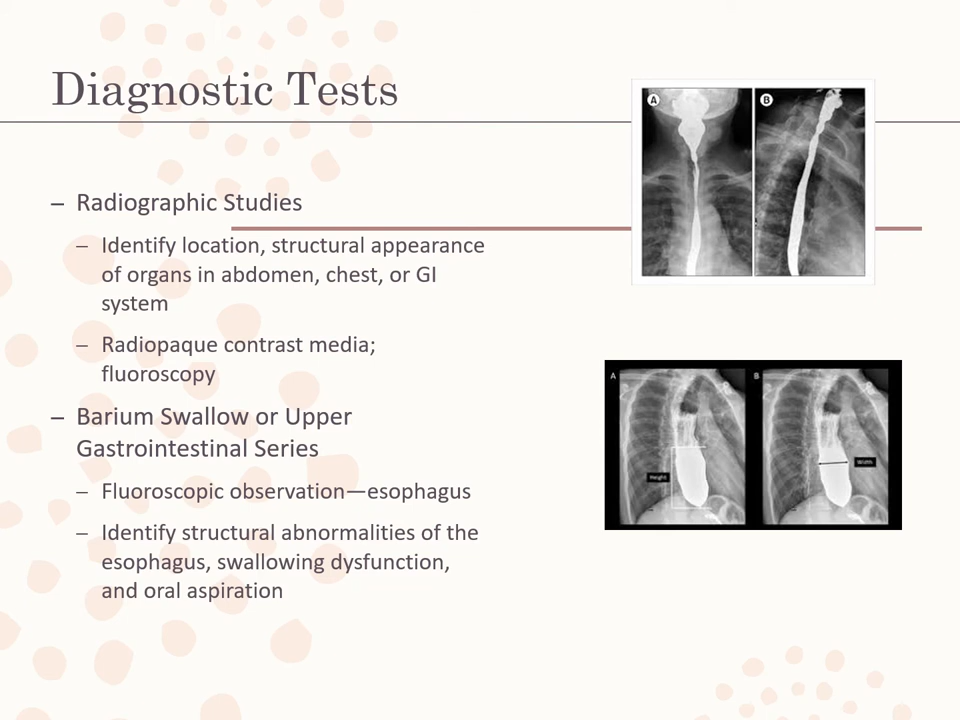 Diagnostic Tests
– Radiographic Studies
– Identify location, structural appearance
of organs in abdomen, chest, or GI
system
– Radiopaque contrast media;
fluoroscopy
– Barium Swallow or Upper
Gastrointestinal Series
– Fluoroscopic observation—esophagus
– Identify structural abnormalities of the
esophagus, swallowing dysfunction,
and oral aspiration
A
B
A
B
Height
Width